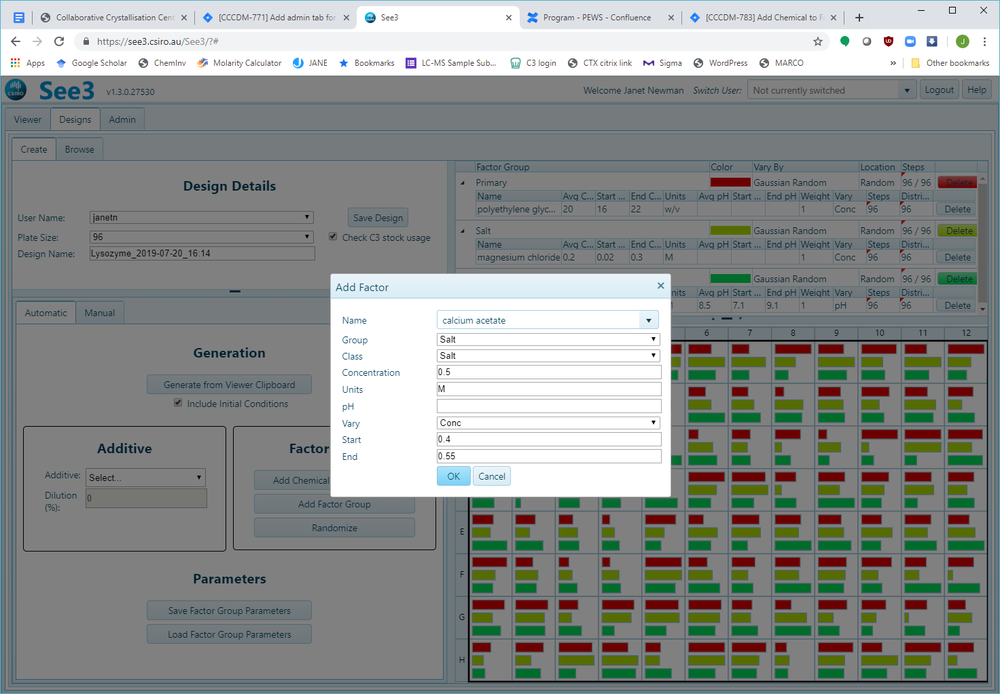 Collaborative Crystallisation Cent
[CCCDM-771] Add admin tab for
See3
Program - PEWS - Confluence
[CCCDM-783] Add Chemical to Fa
https://see3.csiro.au/See3/?#
J
Apps
Google Scholar
ChemInv
Molarity Calculator
JANE
Bookmarks
LC-MS Sample Sub...
C3 login
CTX citrix link
Sigma
WordPress
MARCO
»
Other bookmarks
CSIRO
See3 v1.3.0.27530
Welcome Janet Newman Switch User: Not currently switched Logout Help
Viewer Designs Admin
Create Browse
Design Details
User Name: janetn Save Design
Plate Size: 96 Check C3 stock usage
Design Name: Lysozyme_2019-07-20_16:14
Factor Group Color Vary By Location Steps
Primary Gaussian Random Random 96 / 96 Delete
Name Avg C... Start ... End C... Units Avg pH Start ... End pH Weight Vary Steps Distri...
polyethylene glyc... 20 16 22 w/v 1 Conc 96 96 Delete
Salt Gaussian Random Random 96 / 96 Delete
Name Avg C... Start ... End C... Units Avg pH Start ... End pH Weight Vary Steps Distri...
magnesium chloride 0.2 0.02 0.3 M 1 Conc 96 96 Delete
Gaussian Random Random 96 / 96 Delete
nits Avg pH Start ... End pH Weight Vary Steps Distri...
8.5 7.1 9.1 1 pH 96 96 Delete
Automatic Manual
Generation
Generate from Viewer Clipboard
Include Initial Conditions
Additive
Additive: Select...
Dilution (%): 0
Factor
Add Chemical
Add Factor Group
Randomize
Parameters
Save Factor Group Parameters
Load Factor Group Parameters
Add Factor
Name calcium acetate
Group Salt
Class Salt
Concentration 0.5
Units M
pH
Vary Conc
Start 0.4
End 0.55
OK Cancel
6 7 8 9 10 11 12
E
F
G
H